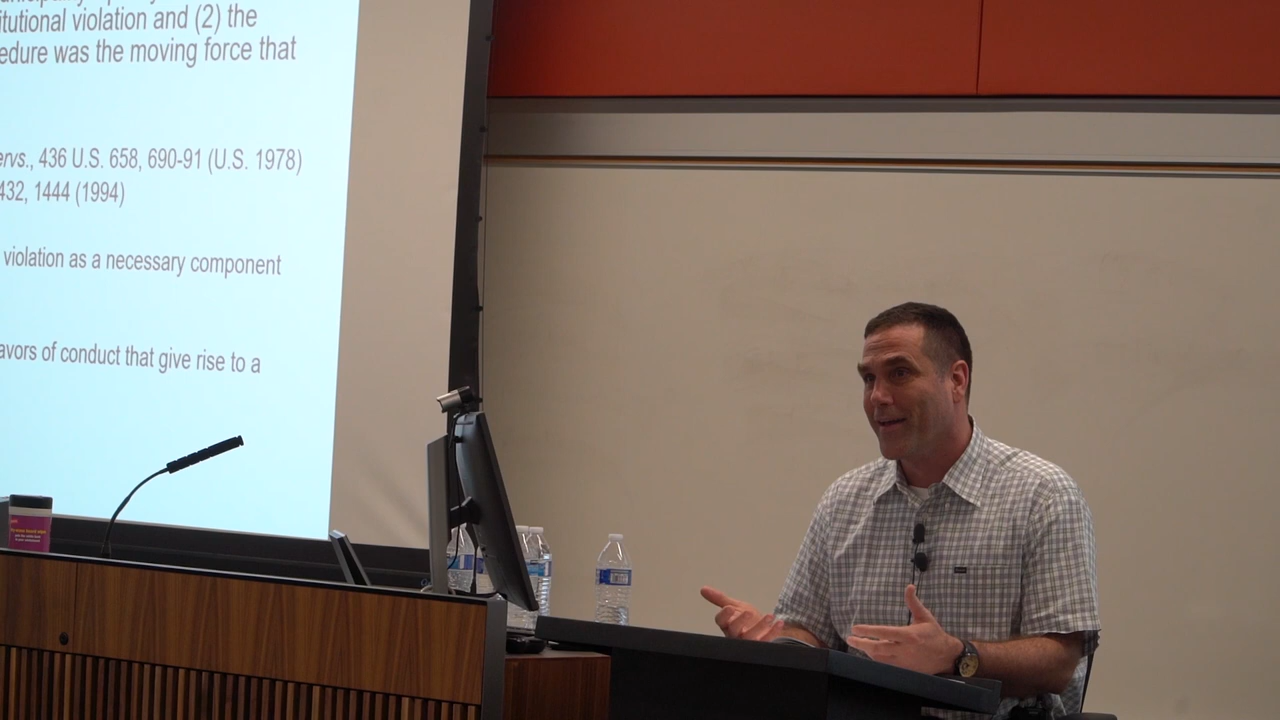 itutional violation and (2) the
edure was the moving force that
ervs., 436 U.S. 658, 690-91 (U.S. 1978)
432, 1444 (1994)
violation as a necessary component
avors of conduct that give rise to a